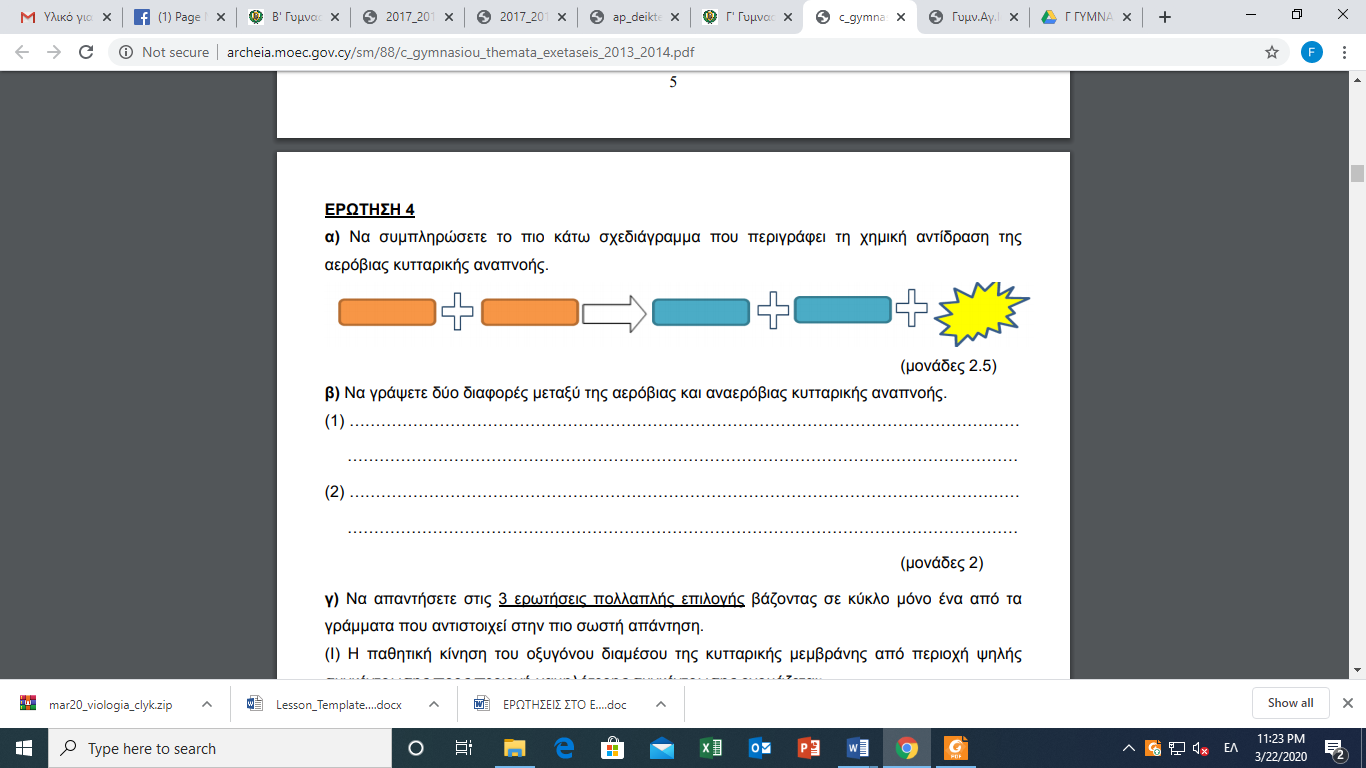 Υλικό για
(1) Page
Β' Γυμνα
2017_201
2017_201
ap_deikte
Γ' Γυμνα
c_gymna
Γυμν.Αγ.
Γ ΓΥΜΝΑ
Not secure | archeia.moec.gov.cy/sm/88/c_gymnasiou_themata_exetaseis_2013_2014.pdf
F
5
ΕΡΩΤΗΣΗ 4
α) Να συμπληρώσετε το πιο κάτω σχεδιάγραμμα που περιγράφει τη χημική αντίδραση της
αερόβιας κυτταρικής αναπνοής.
(μονάδες 2.5)
β) Να γράψετε δύο διαφορές μεταξύ της αερόβιας και αναερόβιας κυτταρικής αναπνοής.
(1) ……………………………………………………………………………………………………………
……………………………………………………………………………………………………………
(2) ……………………………………………………………………………………………………………
……………………………………………………………………………………………………………
(μονάδες 2)
γ) Να απαντήσετε στις 3 ερωτήσεις πολλαπλής επιλογής βάζοντας σε κύκλο μόνο ένα από τα
γράμματα που αντιστοιχεί στην πιο σωστή απάντηση.
(Ι) Η παθητική κίνηση του οξυγόνου διαμέσου της κυτταρικής μεμβράνης από περιοχή ψηλής
mar20_viologia_clyk.zip
Lesson_Template....docx
ΕΡΩΤΗΣΕΙΣ ΣΤΟ Ε....doc
Show all
Type here to search
ΕΛ
11:23 PM
3/22/2020
2